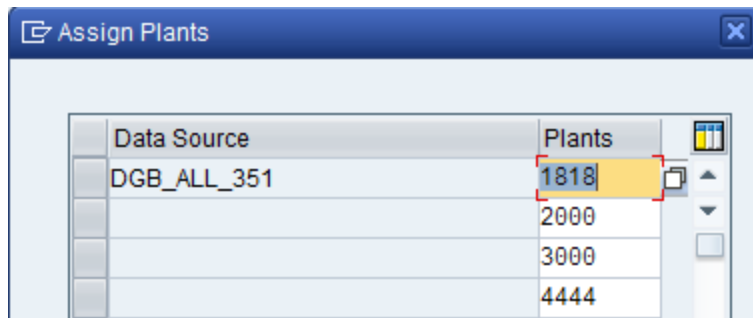 Assign Plants
Data Source Plants
DGB_ALL_351 1818
2000
3000
4444